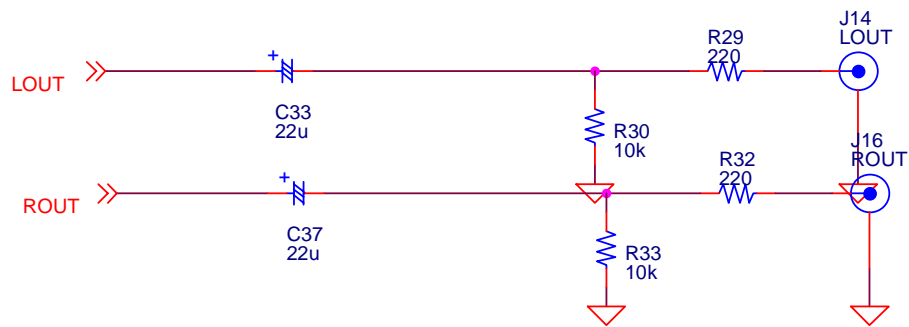 J14
LOUT
R29
220
LOUT
+
C33
22u
R30
10k
J16
ROUT
R32
220
ROUT
+
C37
22u
R33
10k